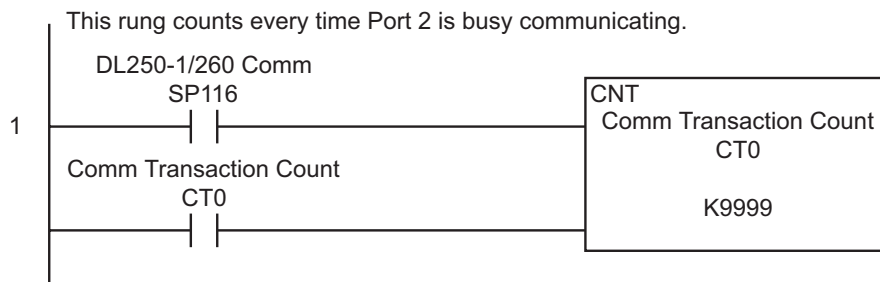 This rung counts every time Port 2 is busy communicating.
DL250-1/260 Comm
SP116
1
CNT
Comm Transaction Count
CT0
K9999
Comm Transaction Count
CT0